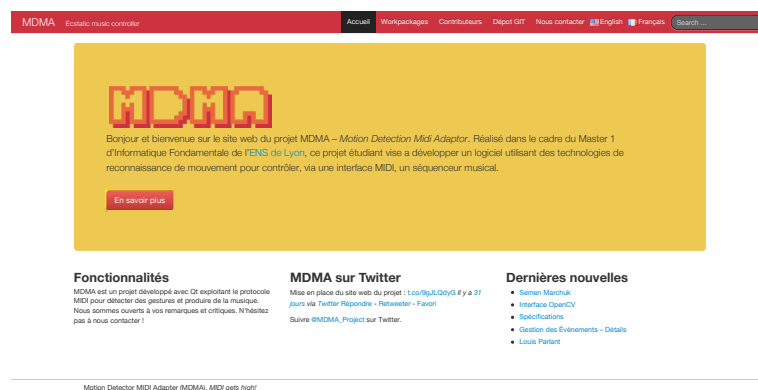 MDMA Ecstatic music controller Accueil Workpackages Contributeurs Dépot GIT Nous contacter English Français Search ...
MDMA
Bonjour et bienvenue sur le site web du projet MDMA – Motion Detection Midi Adaptor. Réalisé dans le cadre du Master 1
d'Informatique Fondamentale de l'ENS de Lyon, ce projet étudiant vise a développer un logiciel utilisant des technologies de
reconnaissance de mouvement pour contrôler, via une interface MIDI, un séquenceur musical.
En savoir plus
Fonctionnalités
MDMA est un projet développé avec Qt exploitant le protocole
MIDI pour détecter des gestures et produire de la musique.
Nous sommes ouverts à vos remarques et critiques. N'hésitez
pas à nous contacter !
MDMA sur Twitter
Mise en place du site web du projet : t.co/9gJLQdyG Il y a 31
jours via Twitter Répondre - Retweeter - Favori
Suivre @MDMA_Project sur Twitter.
Dernières nouvelles
Semen Marchuk
Interface OpenCV
Spécifications
Gestion des Évènements – Détails
Louis Parlant
Motion Detector MIDI Adapter (MDMA). MIDI gets high!